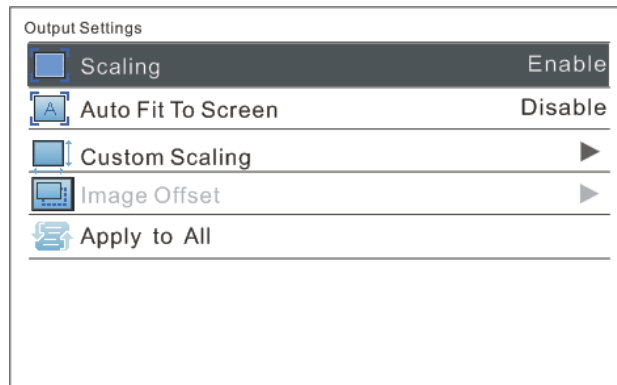 Output Settings
Scaling Enable
A Auto Fit To Screen Disable
Custom Scaling
Image Offset
Apply to All